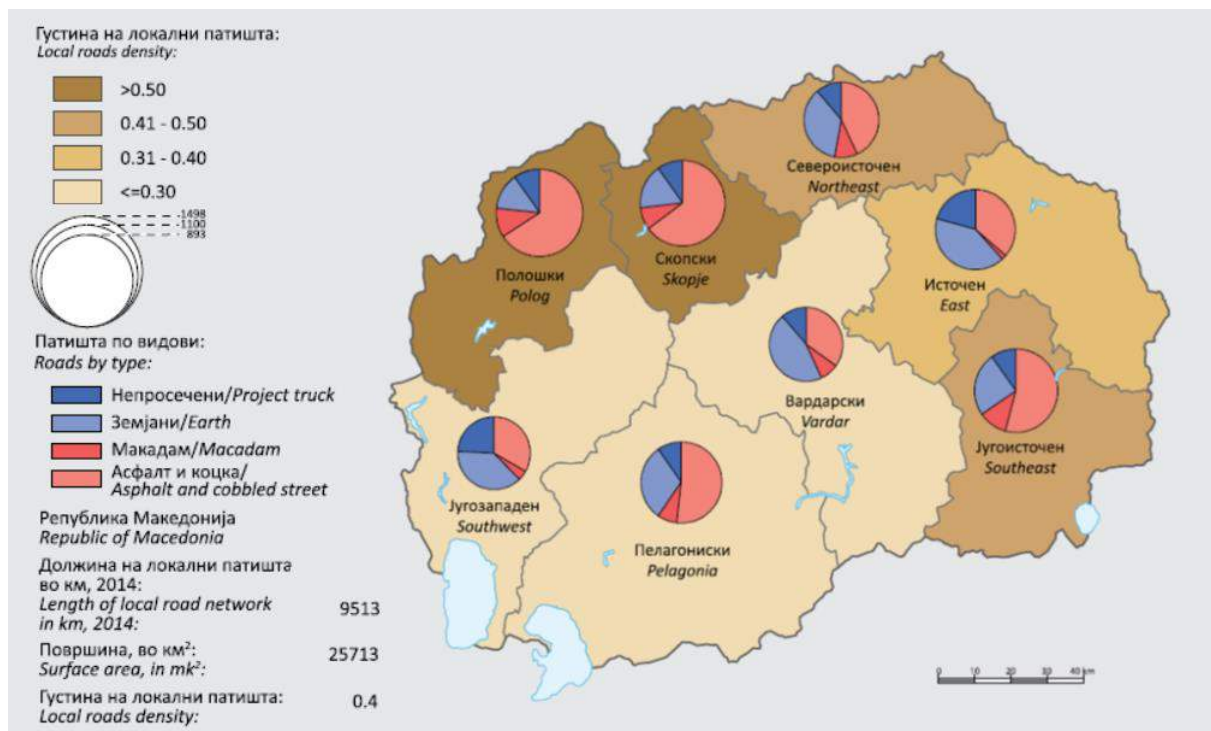 Густина на локални патишта:
Local roads density:
>0.50
0.41 - 0.50
0.31 - 0.40
<=0.30
1498
1100
893
Патишта по видови:
Roads by type:
Непросечени/Project truck
Земјани/Earth
Макадам/Macadam
Асфалт и коцка/
Asphalt and cobbled street
Република Македонија
Republic of Macedonia
Должина на локални патишта
во км, 2014:
Length of local road network
in km, 2014:
9513
Површина, во км²:
Surface area, in mk²:
25713
Густина на локални патишта:
Local roads density:
0.4
Североисточен
Northeast
Полошки
Polog
Скопски
Skopje
Источен
East
Вардарски
Vardar
Југоисточен
Southeast
Југозападен
Southwest
Пелагониски
Pelagonia
0 10 20 30 40 km